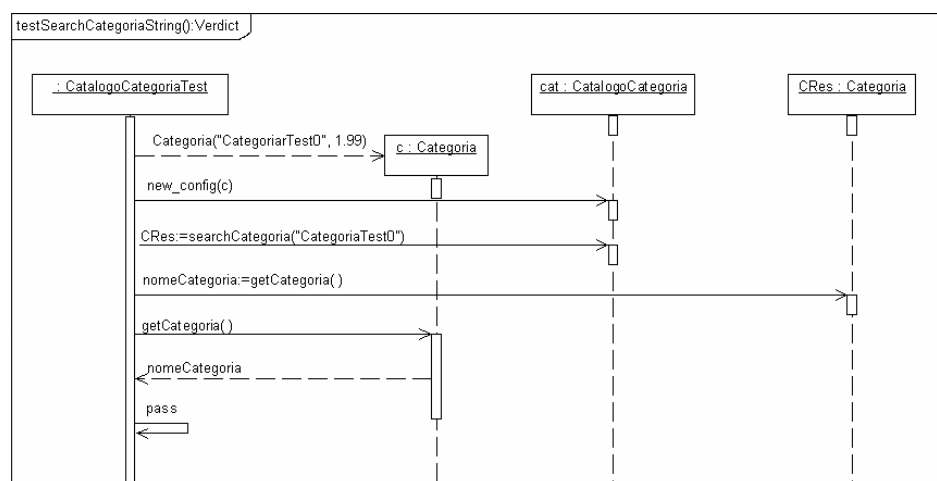 testSearchCategoriaString():Verdict
: CatalogoCategoriaTest
cat : CatalogoCategoria
CRes : Categoria
Categoria("CategoriarTest0", 1.99)
c : Categoria
new_config(c)
CRes:=searchCategoria("CategoriaTest0")
nomeCategoria:=getCategoria( )
getCategoria( )
nomeCategoria
pass